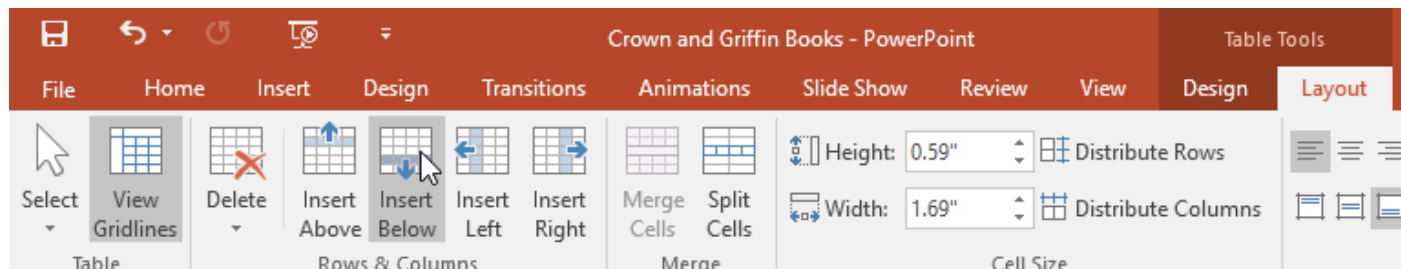 Crown and Griffin Books - PowerPoint
Table Tools
File Home Insert Design Transitions Animations Slide Show Review View Design Layout
Height: 0.59" Distribute Rows
Select View Delete Insert Insert Insert Insert Merge Split
Gridlines Above Below Left Right Cells Cells
Width: 1.69" Distribute Columns
Table Rows & Columns Merge Cell Size